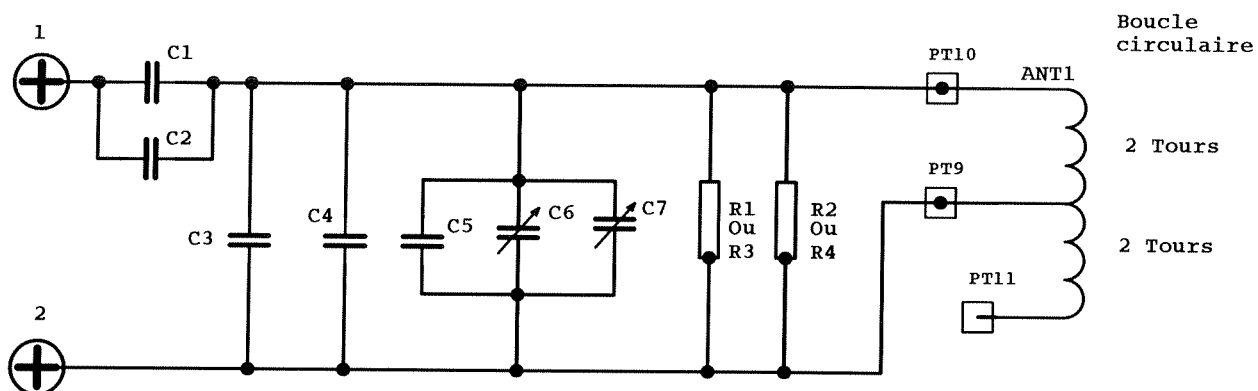 1
C1
C2
C3
C4
C5
C6
C7
R1
Ou
R3
R2
Ou
R4
PT10
PT9
PT11
ANT1
Boucle
circulaire
2 Tours
2 Tours
2